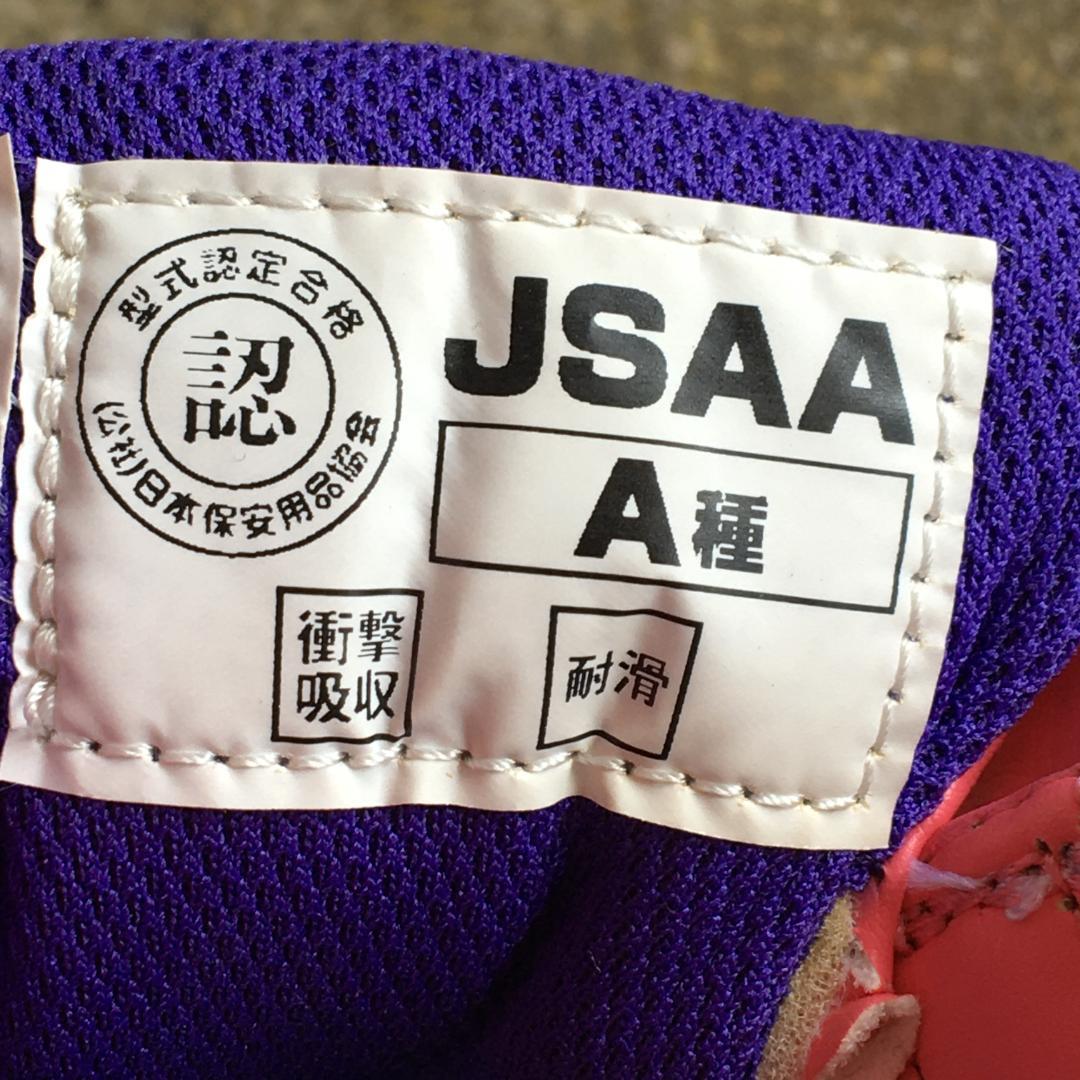 型式認定合格
認
(公社)日本保安用品協会
JSAA
A種
衝撃
吸収
耐滑